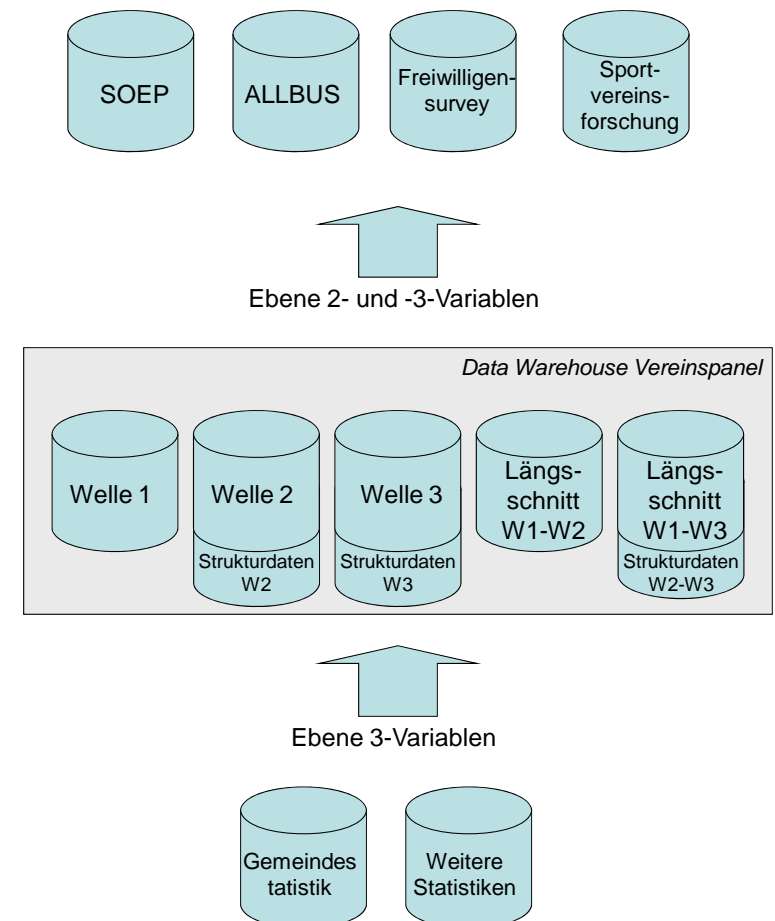 SOEP
ALLBUS
Freiwilligen-
survey
Sport-
vereins-
forschung
Ebene 2- und -3-Variablen
Data Warehouse Vereinspanel
Welle 1
Welle 2
Welle 3
Längs-
schnitt
W1-W2
Längs-
schnitt
W1-W3
Strukturdaten
W2
Strukturdaten
W3
Strukturdaten
W2-W3
Ebene 3-Variablen
Gemeindes
tatistik
Weitere
Statistiken